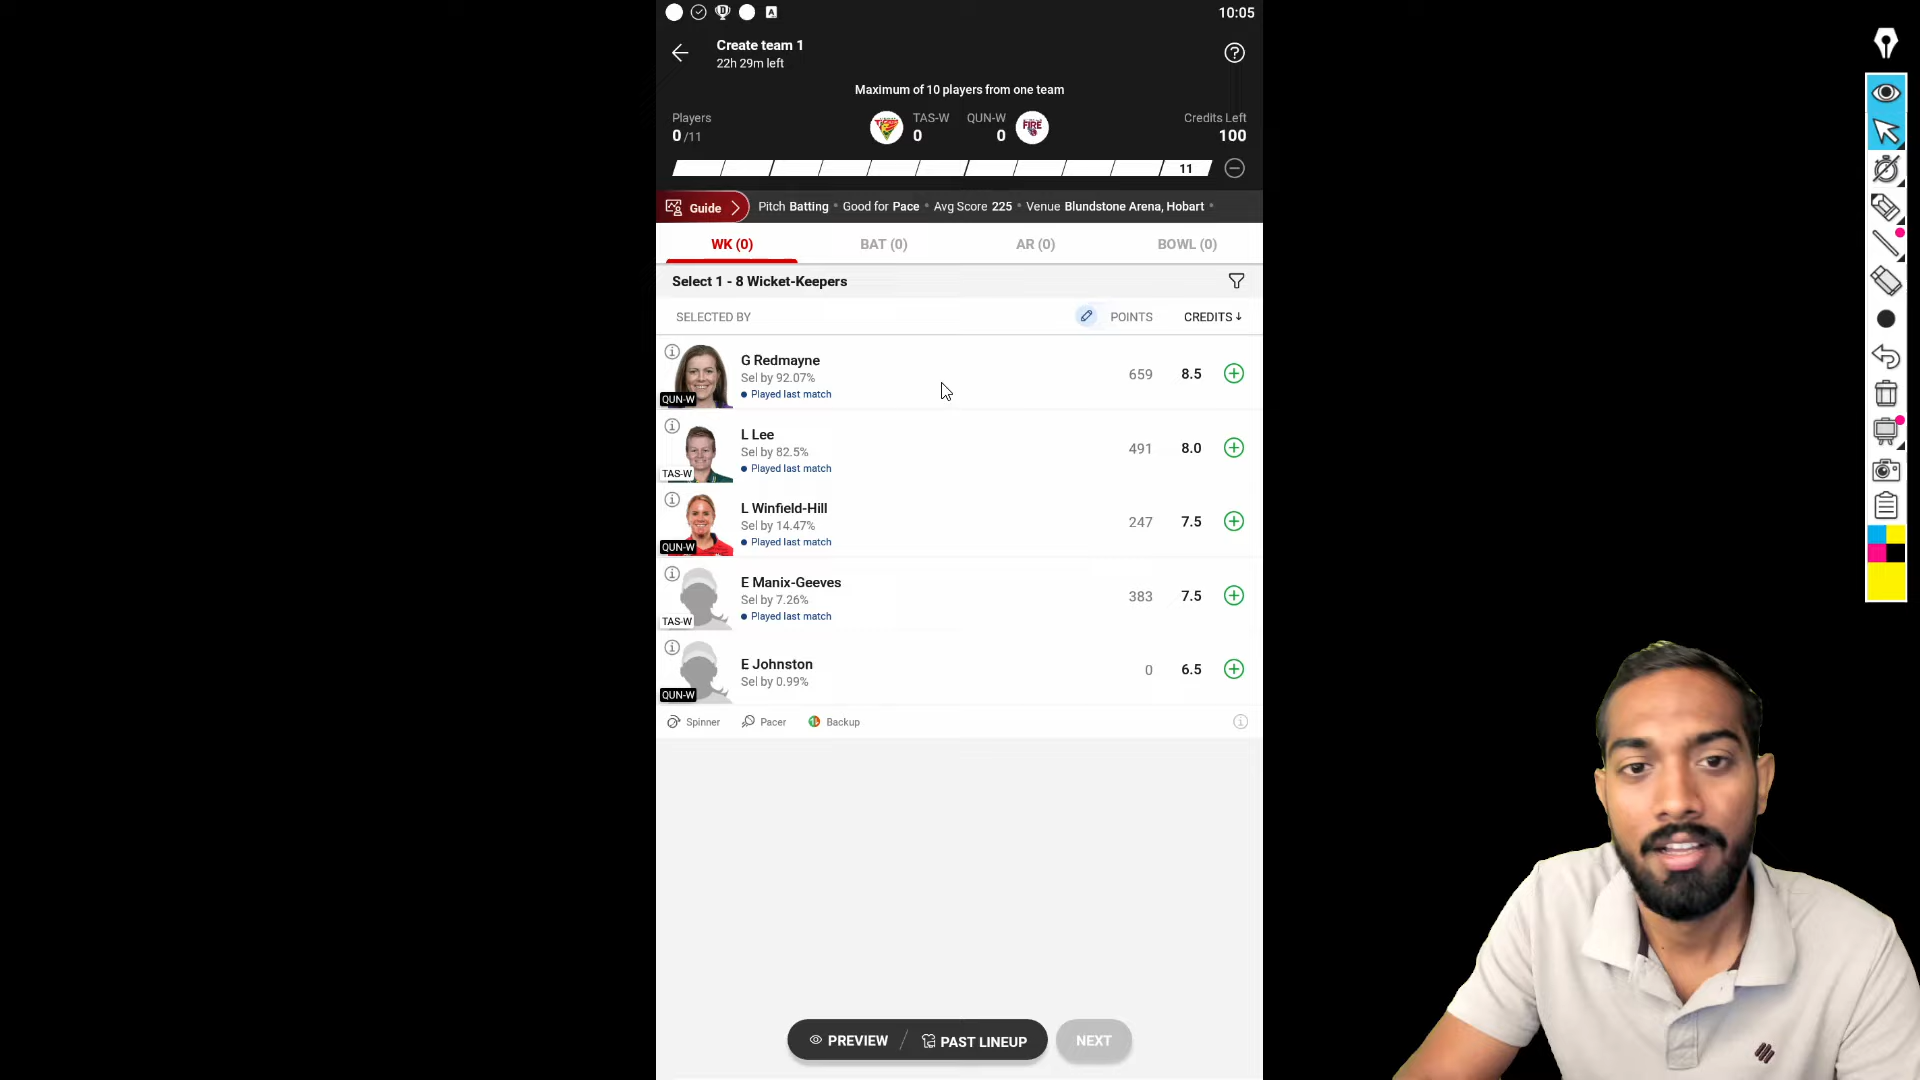 10:05
Create team 1
22h 29m left
Maximum of 10 players from one team
Players
0 /11
TAS-W
0
QUN-W
0
FIRE
Credits Left
100
11
Guide
Pitch Batting • Good for Pace • Avg Score 225 • Venue Blundstone Arena, Hobart •
WK (0)
BAT (0)
AR (0)
BOWL (0)
Select 1 - 8 Wicket-Keepers
SELECTED BY
POINTS
CREDITS↓
G Redmayne
Sel by 92.07%
Played last match
QUN-W
659
8.5
L Lee
Sel by 82.5%
Played last match
TAS-W
491
8.0
L Winfield-Hill
Sel by 14.47%
Played last match
QUN-W
247
7.5
E Manix-Geeves
Sel by 7.26%
Played last match
TAS-W
383
7.5
E Johnston
Sel by 0.99%
QUN-W
0
6.5
Spinner
Pacer
Backup
PREVIEW
PAST LINEUP
NEXT